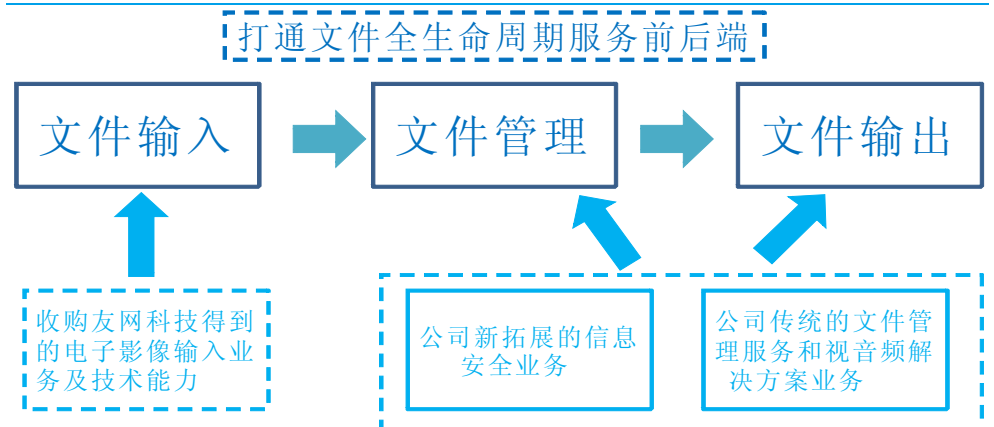 打通文件全生命周期服务前后端
文件输入
文件管理
文件输出
收购友网科技得到
的电子影像输入业
务及技术能力
公司新拓展的信息
安全业务
公司传统的文件管
理服务和视音频解
决方案业务